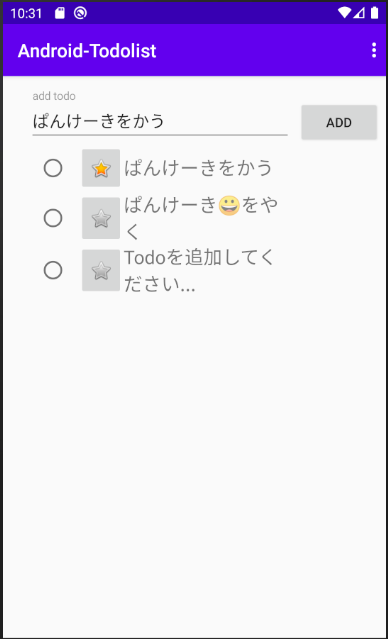 10:31
Android-Todolist
add todo
ぱんけーきをかう
ADD
ぱんけーきをかう
ぱんけーき😀をや
く
Todoを追加してく
ださい...